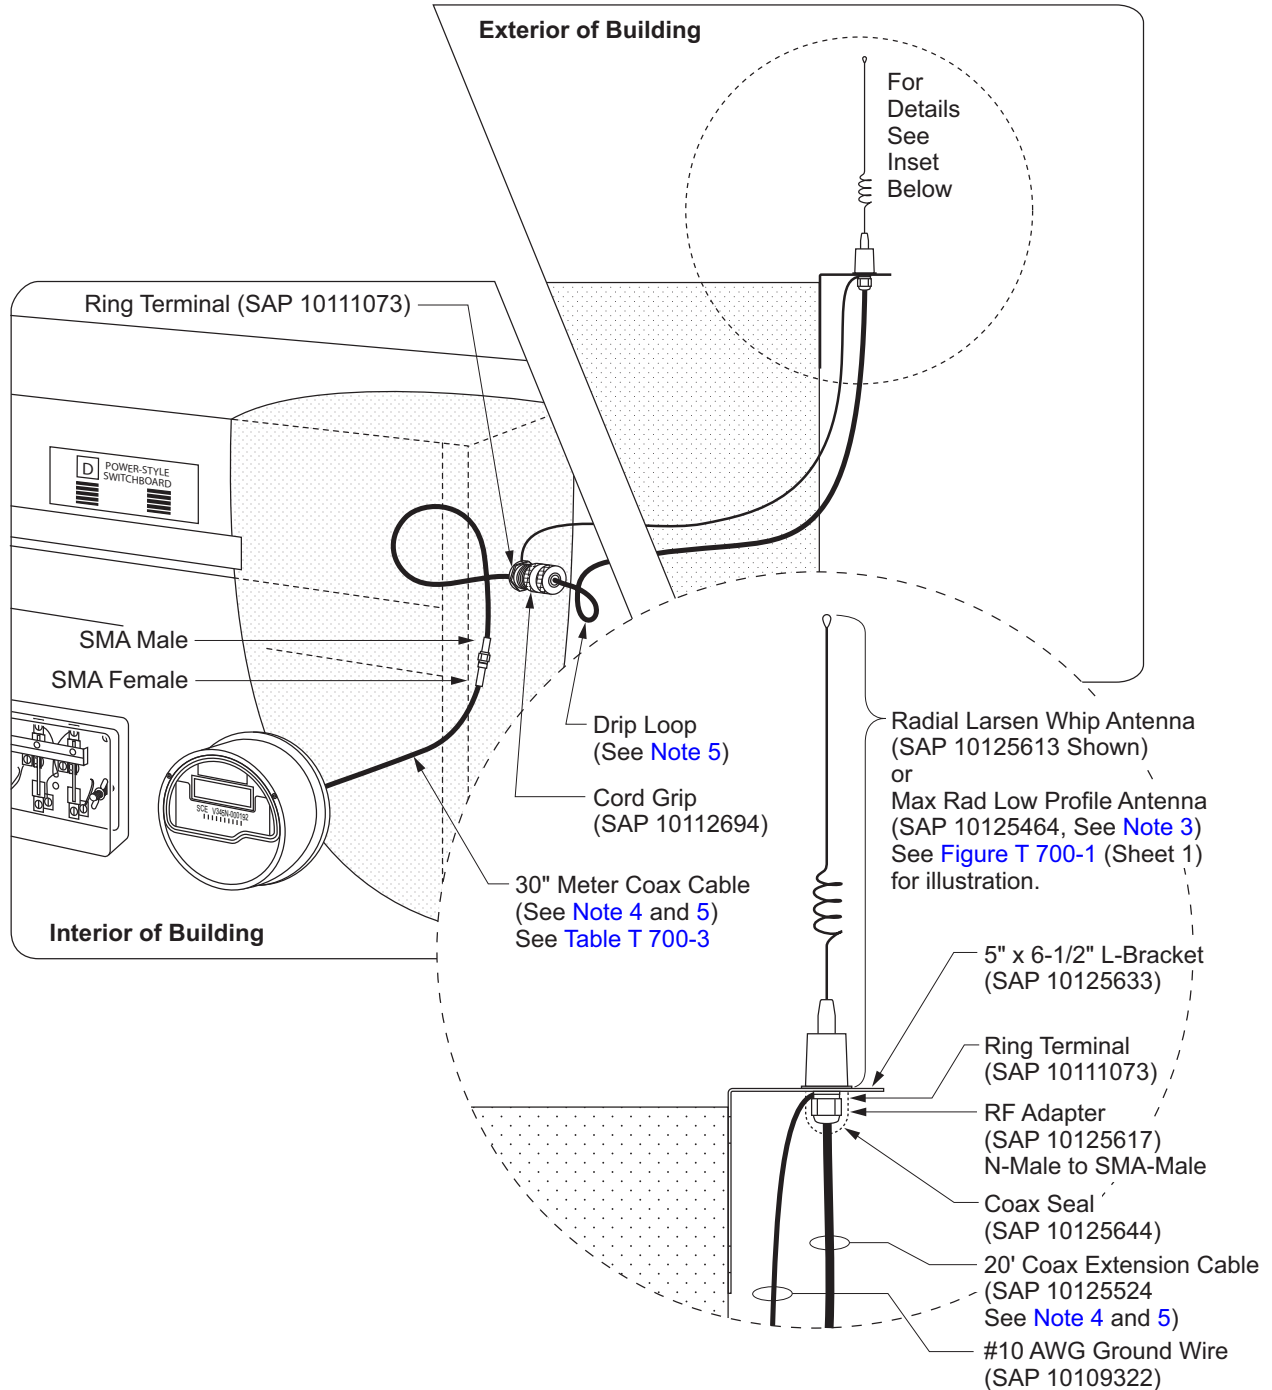 Exterior of Building
For
Details
See
Inset
Below
Ring Terminal (SAP 10111073)
D
POWER-STYLE
SWITCHBOARD
SMA Male
SMA Female
SCE V345N-000192
Interior of Building
Drip Loop
(See Note 5)
Cord Grip
(SAP 10112694)
30" Meter Coax Cable
(See Note 4 and 5)
See Table T 700-3
Radial Larsen Whip Antenna
(SAP 10125613 Shown)
or
Max Rad Low Profile Antenna
(SAP 10125464, See Note 3)
See Figure T 700-1 (Sheet 1)
for illustration.
5" x 6-1/2" L-Bracket
(SAP 10125633)
Ring Terminal
(SAP 10111073)
RF Adapter
(SAP 10125617)
N-Male to SMA-Male
Coax Seal
(SAP 10125644)
20' Coax Extension Cable
(SAP 10125524
See Note 4 and 5)
#10 AWG Ground Wire
(SAP 10109322)